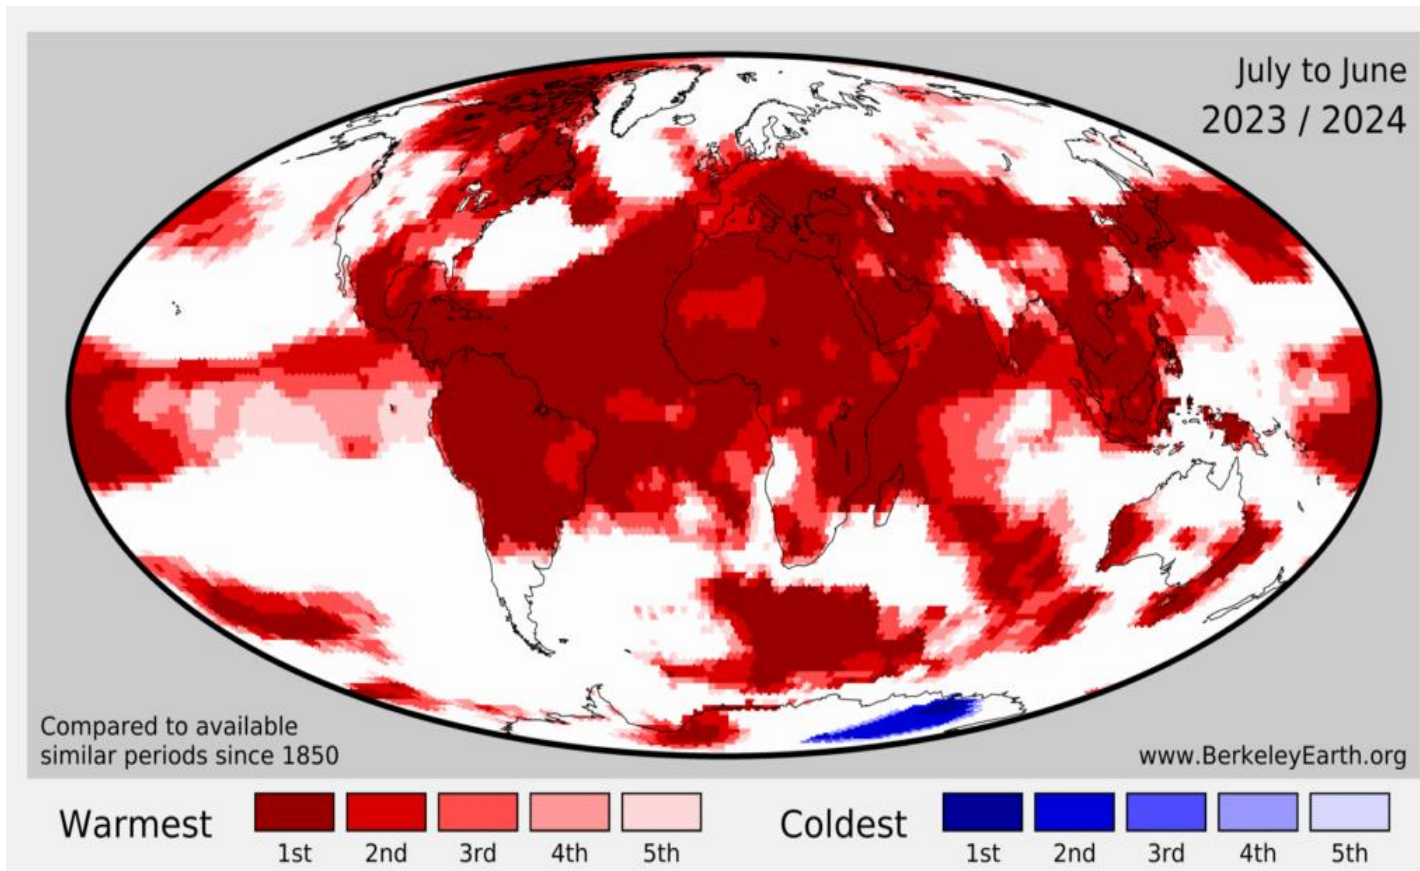 July to June
2023 / 2024
Compared to available
similar periods since 1850
www.BerkeleyEarth.org
Warmest
1st 2nd 3rd 4th 5th
Coldest
1st 2nd 3rd 4th 5th